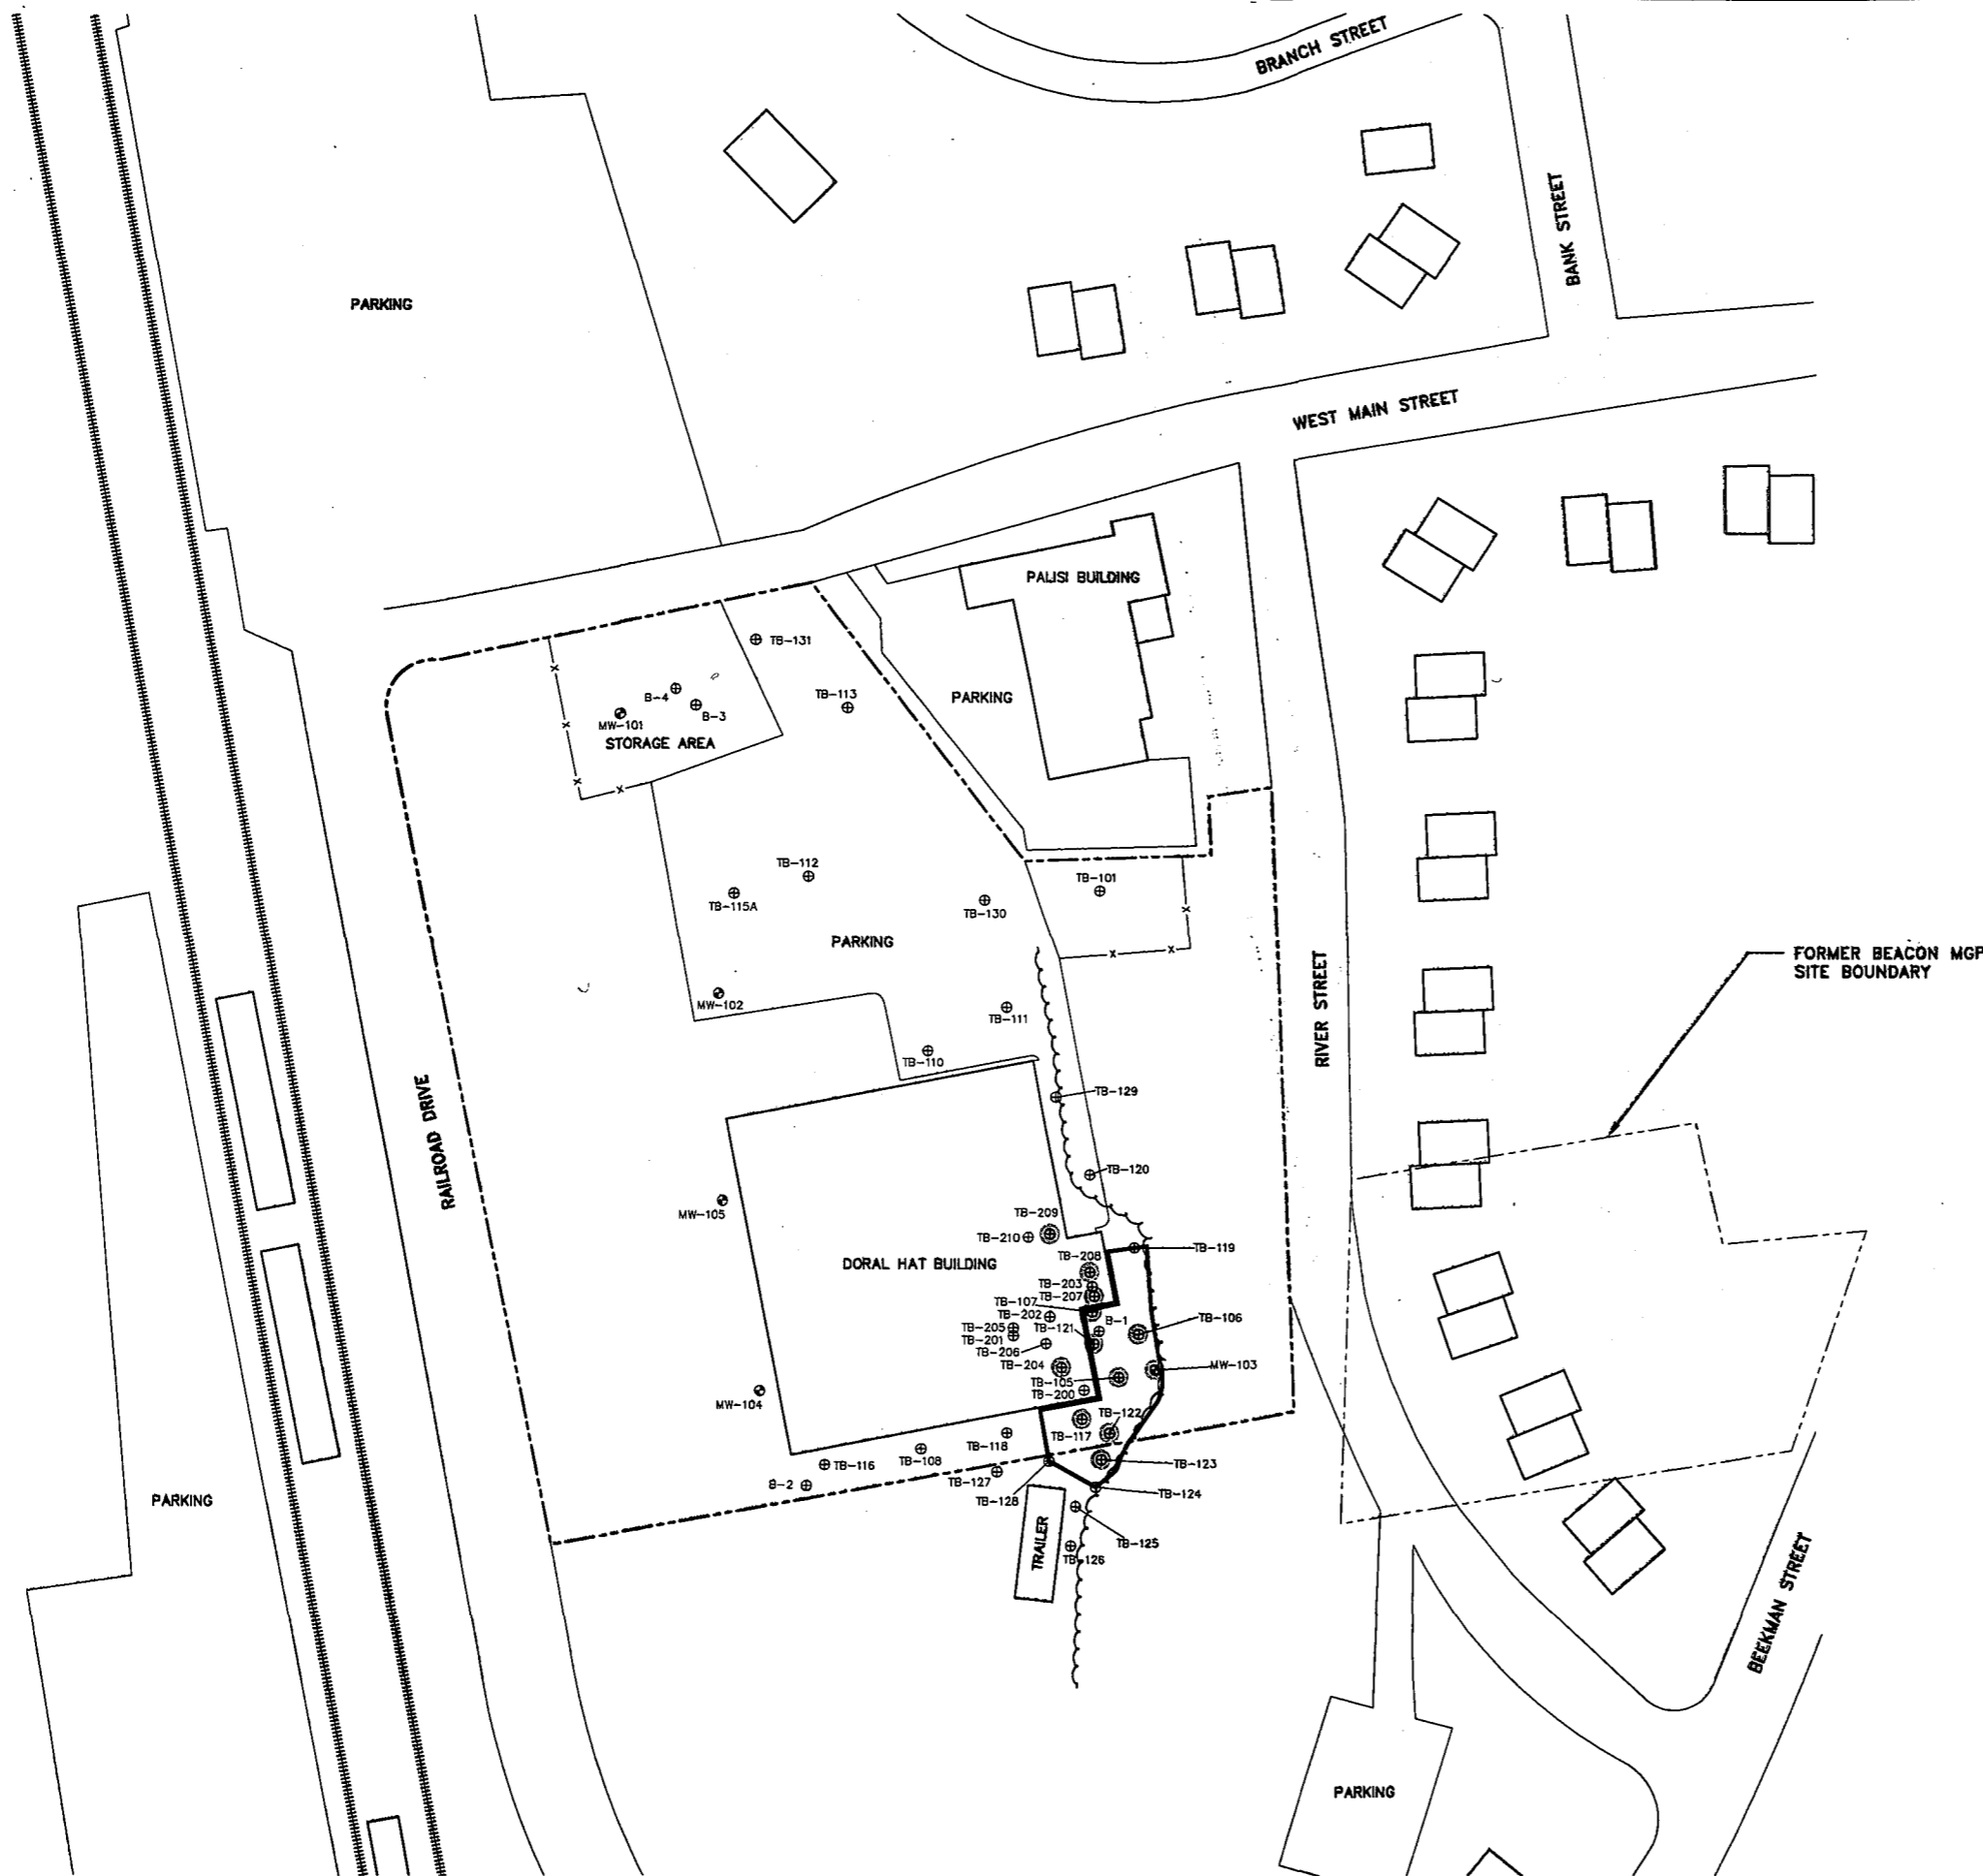 BRANCH STREET
BANK STREET
PARKING
WEST MAIN STREET
PALISI BUILDING
TB-131
B-4
TB-113
PARKING
B-3
MW-101
STORAGE AREA
TB-112
TB-101
TB-115A
TB-130
PARKING
FORMER BEACON MGP
SITE BOUNDARY
RIVER STREET
MW-102
TB-111
TB-110
TB-129
RAILROAD DRIVE
TB-120
MW-105
TB-209
TB-210
TB-119
TB-208
DORAL HAT BUILDING
TB-203
TB-207
TB-107
TB-202
B-1
TB-106
TB-205
TB-121
TB-201
TB-206
TB-204
MW-103
TB-105
TB-200
MW-104
TB-122
TB-117
TB-118
TB-108
TB-116
TB-123
TB-127
B-2
TB-128
TB-124
PARKING
TRAILER
TB-125
TB-126
BEEKMAN STREET
PARKING